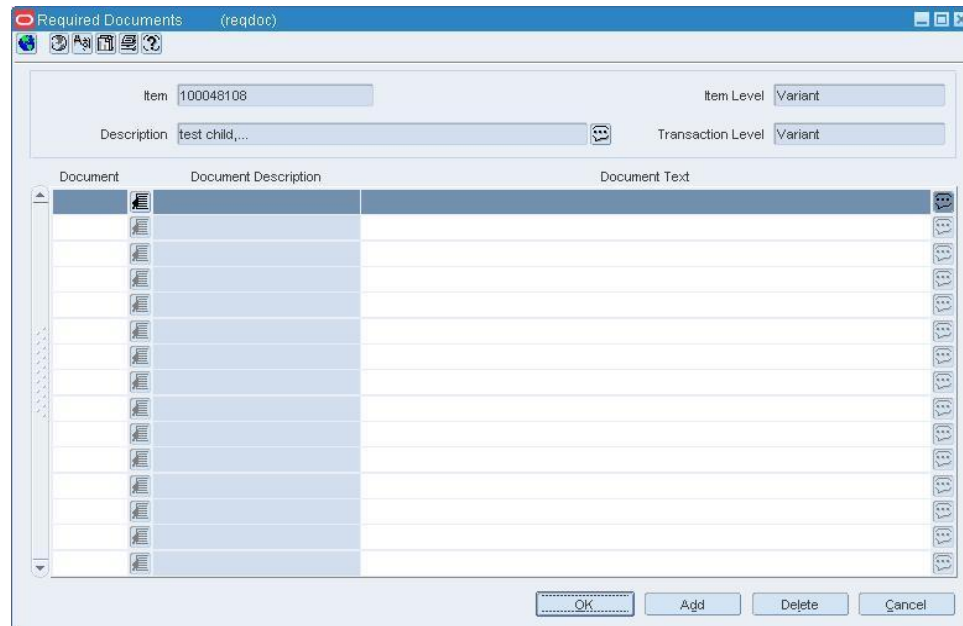 Required Documents (reqdoc)
Item 100048108 Item Level Variant
Description test child,... Transaction Level Variant
Document Document Description Document Text
OK Add Delete Cancel